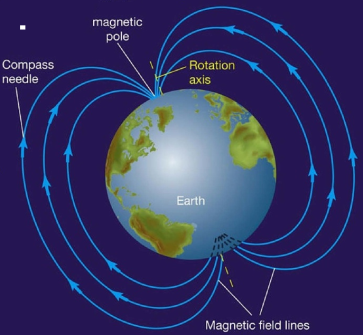 magnetic
pole
Compass
needle
Rotation
axis
Earth
Magnetic field lines